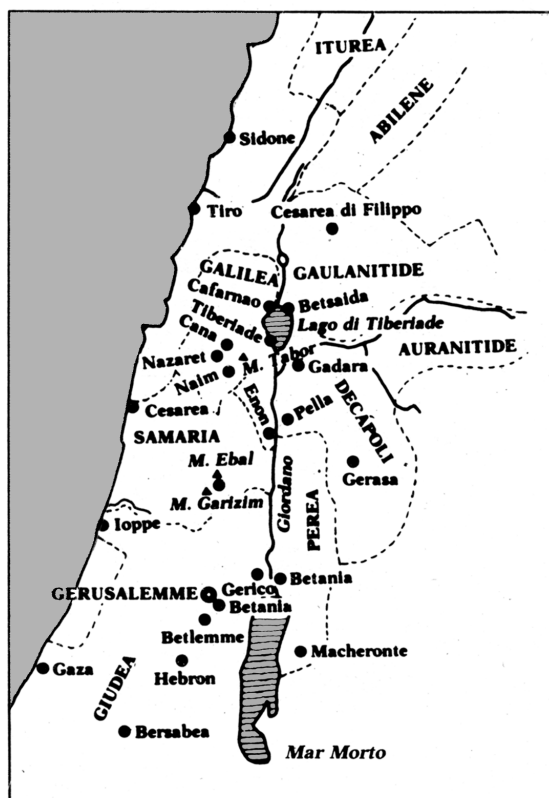 ITUREA
ABILENE
Sidone
Tiro
Cesarea di Filippo
GALILEA
GAULANITIDE
Cafarnao
Betsaida
Tiberiade
Lago di Tiberiade
Cana
AURANITIDE
Nazaret
M. Tabor
Gadara
Naim
Enon
DECÀPOLI
Cesarea
Pella
SAMARIA
M. Ebal
Gerasa
M. Garizim
Giordano
PEREA
Ioppe
Gerico
Betania
GERUSALEMME
Betania
Betlemme
Macheronte
Gaza
Hebron
GIUDEA
Bersabea
Mar Morto